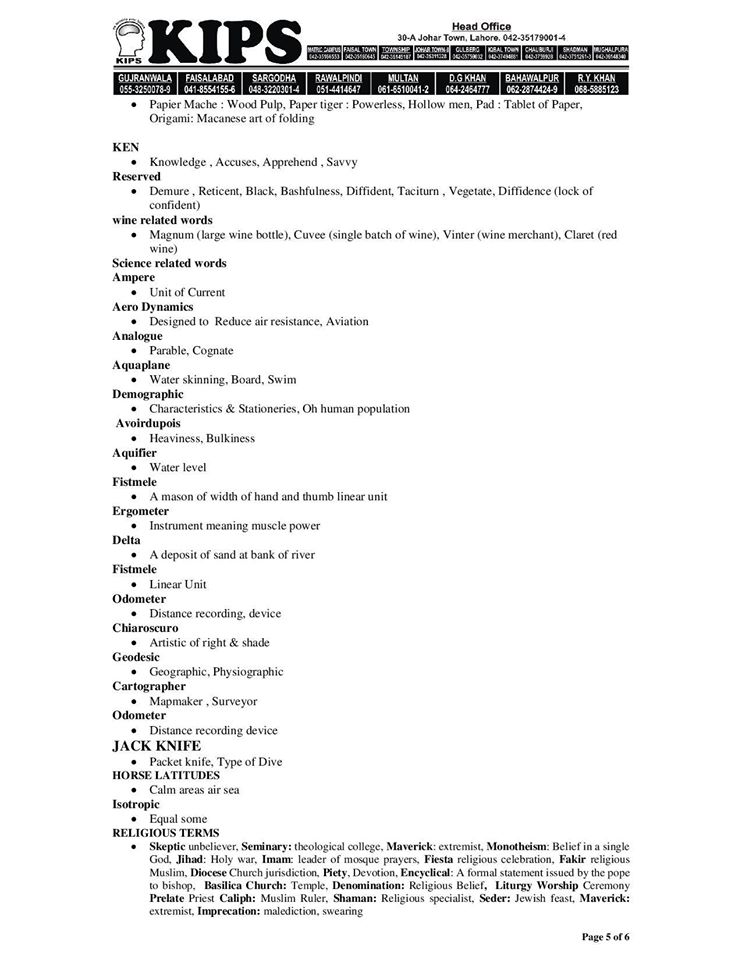 KIPS
KIPS
Head Office
30-A Johar Town, Lahore. 042-35179001-4
MATRIC CAMPUS FAISAL TOWN TOWNSHIP JOHAR TOWN-II GULBERG IQBAL TOWN CHAUBURJI SHADMAN MUGHALPURA
GUJRANWALA FAISALABAD SARGODHA RAWALPINDI MULTAN D.G KHAN BAHAWALPUR R.Y. KHAN
055-3250078-9 041-8554155-6 048-3220301-4 051-4414647 061-6510041-2 064-2464777 062-2874424-9 068-5885123
• Papier Mache : Wood Pulp, Paper tiger : Powerless, Hollow men, Pad : Tablet of Paper,
Origami: Macanese art of folding
KEN
• Knowledge , Accuses, Apprehend , Savvy
Reserved
• Demure , Reticent, Black, Bashfulness, Diffident, Taciturn , Vegetate, Diffidence (lock of
confident)
wine related words
• Magnum (large wine bottle), Cuvee (single batch of wine), Vinter (wine merchant), Claret (red
wine)
Science related words
Ampere
• Unit of Current
Aero Dynamics
• Designed to Reduce air resistance, Aviation
Analogue
• Parable, Cognate
Aquaplane
• Water skinning, Board, Swim
Demographic
• Characteristics & Stationeries, Oh human population
Avoirdupois
• Heaviness, Bulkiness
Aquifier
• Water level
Fistmele
• A mason of width of hand and thumb linear unit
Ergometer
• Instrument meaning muscle power
Delta
• A deposit of sand at bank of river
Fistmele
• Linear Unit
Odometer
• Distance recording, device
Chiaroscuro
• Artistic of right & shade
Geodesic
• Geographic, Physiographic
Cartographer
• Mapmaker , Surveyor
Odometer
• Distance recording device
JACK KNIFE
• Packet knife, Type of Dive
HORSE LATITUDES
• Calm areas air sea
Isotropic
• Equal some
RELIGIOUS TERMS
• Skeptic unbeliever, Seminary: theological college, Maverick: extremist, Monotheism: Belief in a single
God, Jihad: Holy war, Imam: leader of mosque prayers, Fiesta religious celebration, Fakir religious
Muslim, Diocese Church jurisdiction, Piety, Devotion, Encyclical: A formal statement issued by the pope
to bishop, Basilica Church: Temple, Denomination: Religious Belief, Liturgy Worship Ceremony
Prelate Priest Caliph: Muslim Ruler, Shaman: Religious specialist, Seder: Jewish feast, Maverick:
extremist, Imprecation: malediction, swearing
Page 5 of 6